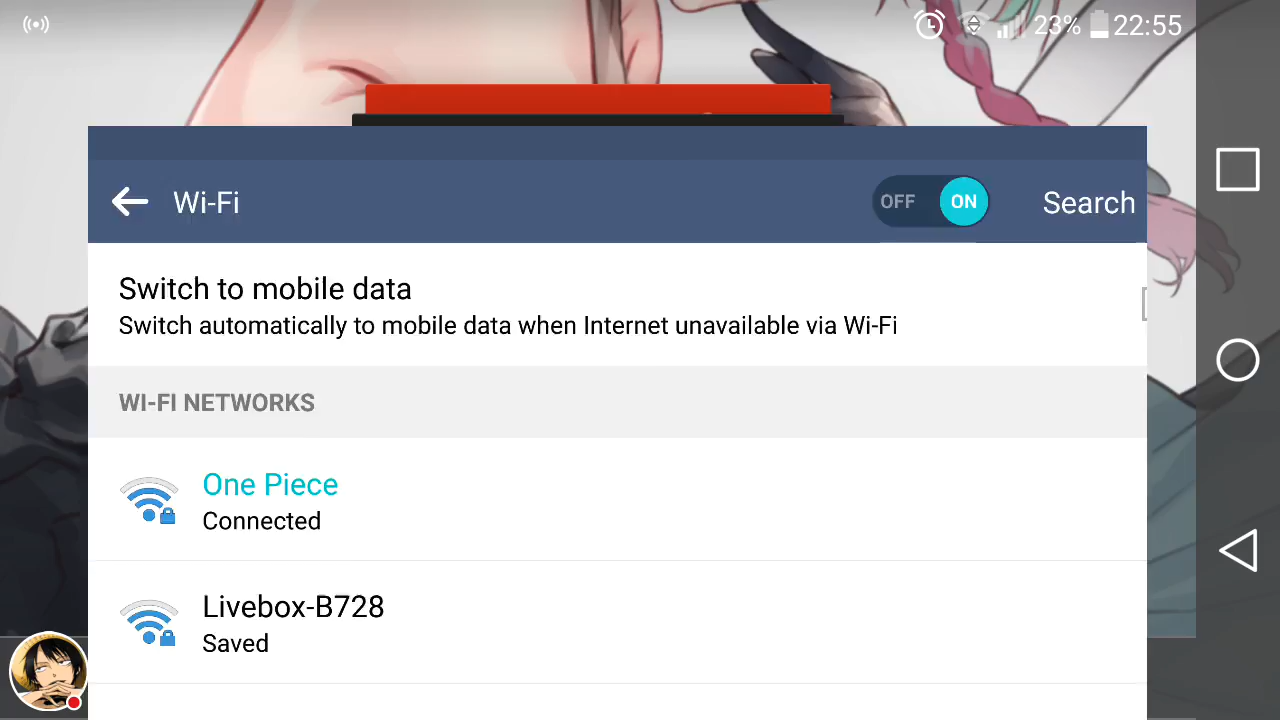 23% 22:55
Wi-Fi OFF ON Search
Switch to mobile data
Switch automatically to mobile data when Internet unavailable via Wi-Fi
WI-FI NETWORKS
One Piece
Connected
Livebox-B728
Saved